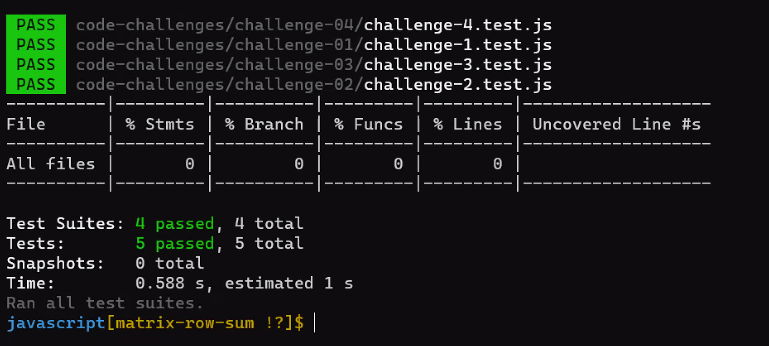 PASS code-challenges/challenge-04/challenge-4.test.js
PASS code-challenges/challenge-01/challenge-1.test.js
PASS code-challenges/challenge-03/challenge-3.test.js
PASS code-challenges/challenge-02/challenge-2.test.js
----------|---------|----------|---------|---------|-------------------
File      | % Stmts | % Branch | % Funcs | % Lines | Uncovered Line #s
----------|---------|----------|---------|---------|-------------------
All files |       0 |        0 |       0 |       0 |
----------|---------|----------|---------|---------|-------------------
Test Suites: 4 passed, 4 total
Tests:       5 passed, 5 total
Snapshots:   0 total
Time:        0.588 s, estimated 1 s
Ran all test suites.
javascript[matrix-row-sum !?]$